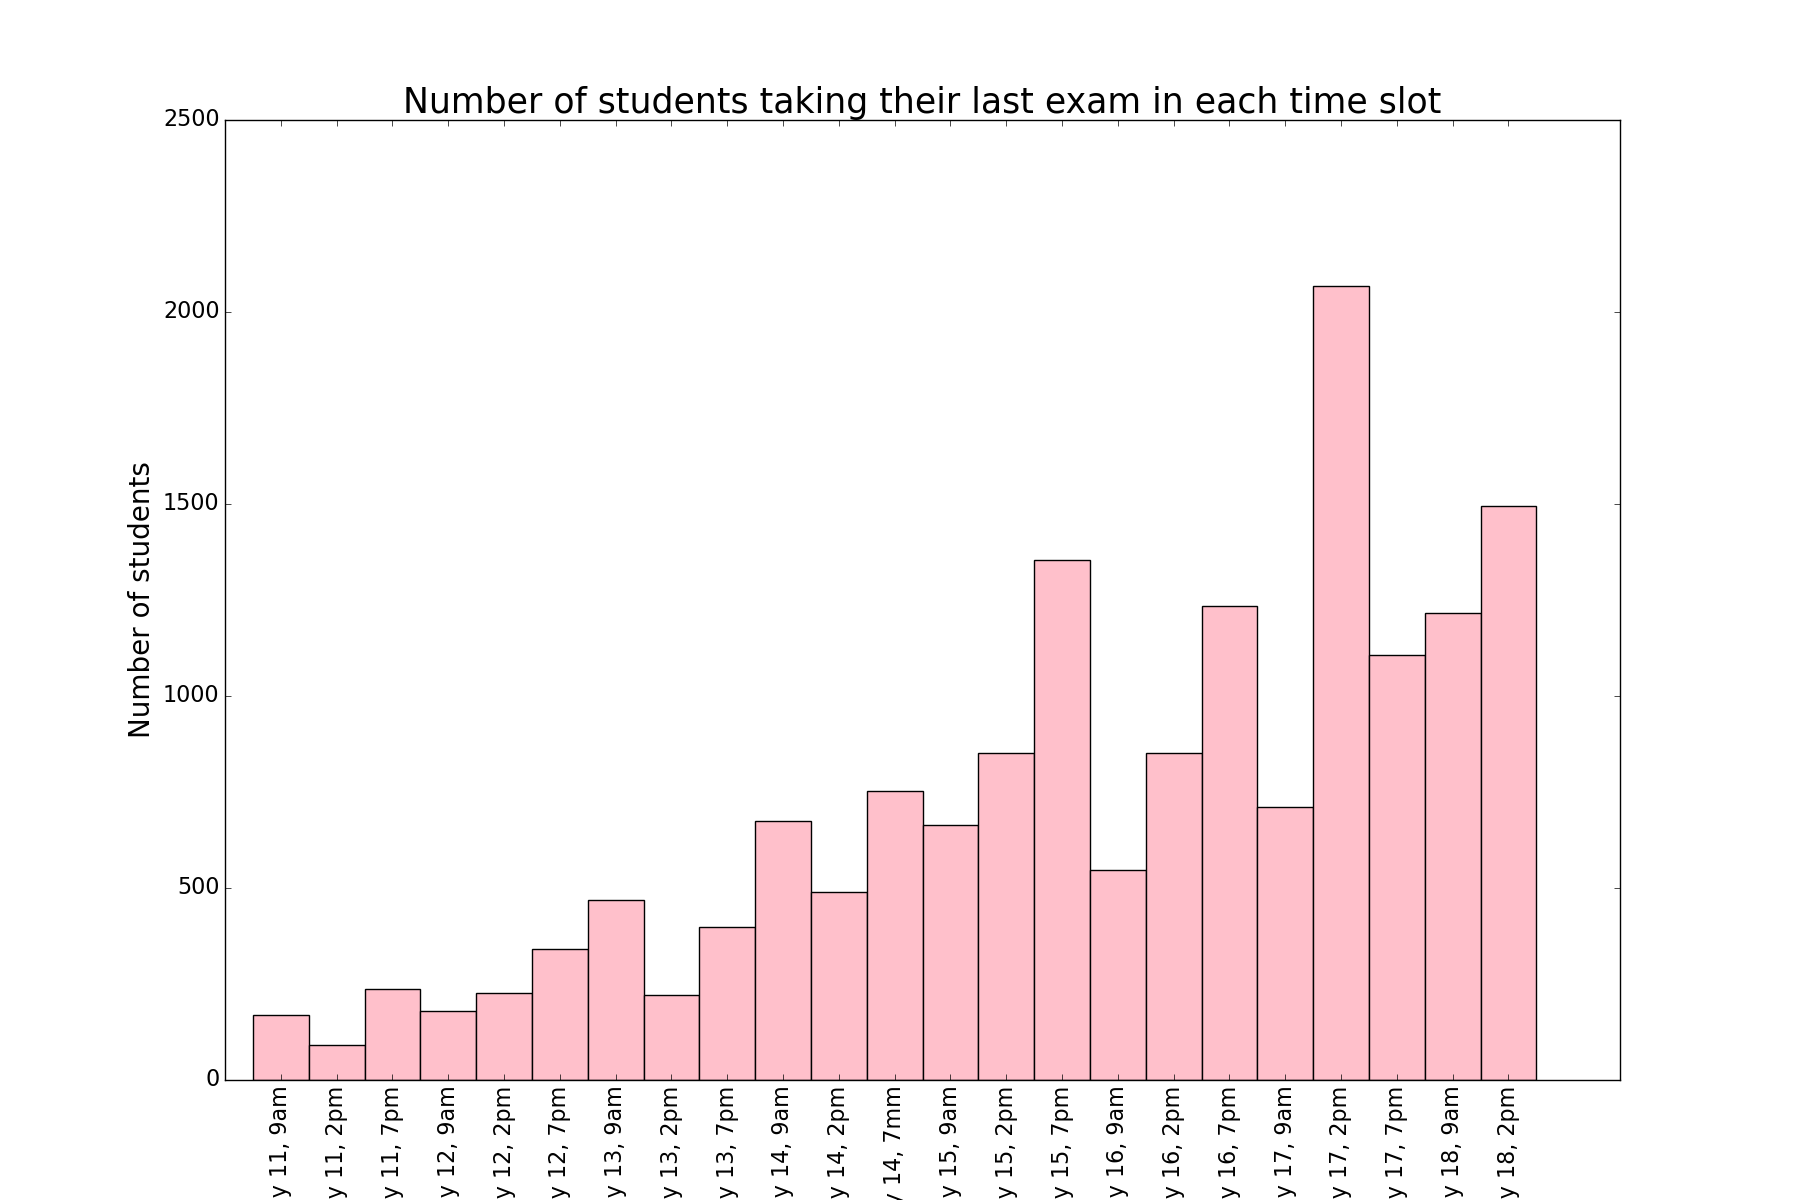 Number of students taking their last exam in each time slot
Number of students
2500
2000
1500
1000
500
0
y 11, 9am
y 11, 2pm
y 11, 7pm
y 12, 9am
y 12, 2pm
y 12, 7pm
y 13, 9am
y 13, 2pm
y 13, 7pm
y 14, 9am
y 14, 2pm
y 14, 7mm
y 15, 9am
y 15, 2pm
y 15, 7pm
y 16, 9am
y 16, 2pm
y 16, 7pm
y 17, 9am
y 17, 2pm
y 17, 7pm
y 18, 9am
y 18, 2pm